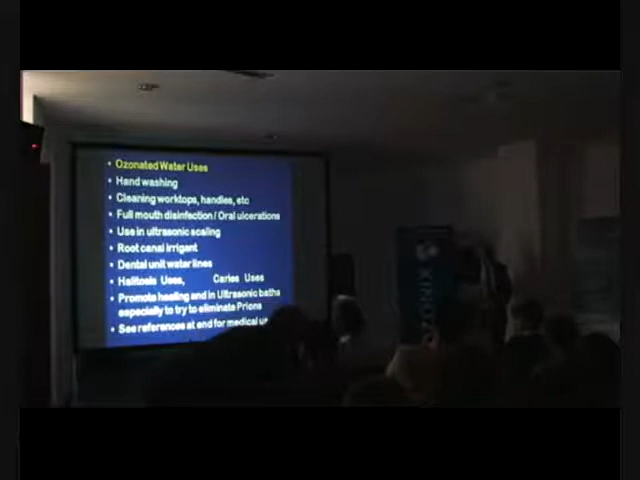 • Ozonated Water Uses
• Hand washing
• Cleaning worktops, handles, etc
• Full mouth disinfection / Oral ulcerations
• Use in ultrasonic scaling
• Root canal irrigant
• Dental unit water lines
• Halitosis Uses, Caries Uses
• Promote healing and in Ultrasonic baths
especially to try to eliminate Prions
• See references at end for medical
OZONIX